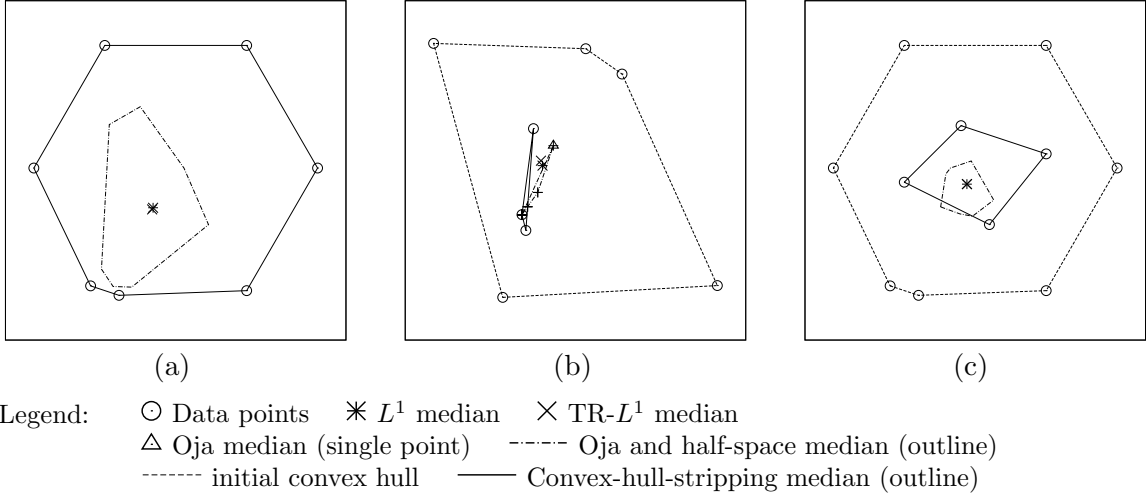 (a) (b) (c)
Legend: Data points L¹ median TR-L¹ median
Oja median (single point) Oja and half-space median (outline)
initial convex hull Convex-hull-stripping median (outline)